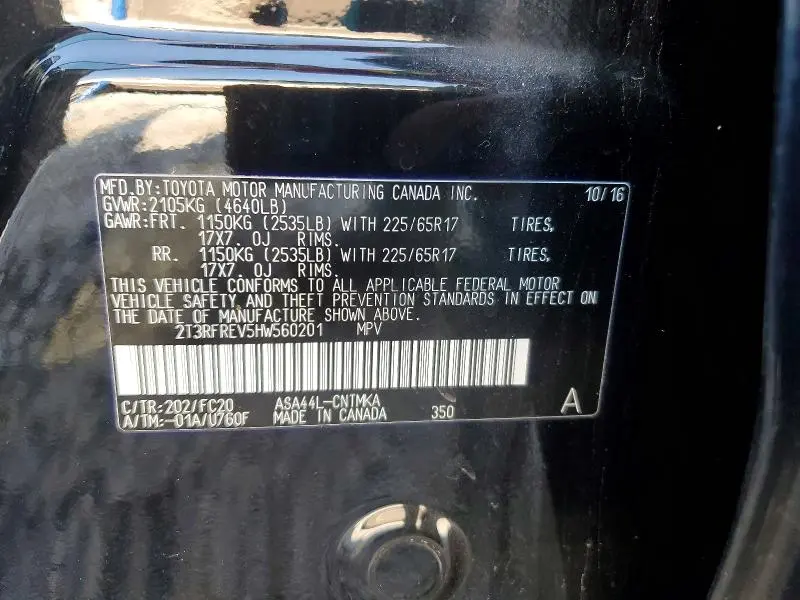 MFD.BY:TOYOTA MOTOR MANUFACTURING CANADA INC. 10/16
GVWR:2105KG (4640LB)
GAWR:FRT. 1150KG (2535LB) WITH 225/65R17 TIRES,
17X7.0J RIMS.
RR. 1150KG (2535LB) WITH 225/65R17 TIRES,
17X7.0J RIMS.
THIS VEHICLE CONFORMS TO ALL APPLICABLE FEDERAL MOTOR
VEHICLE SAFETY AND THEFT PREVENTION STANDARDS IN EFFECT ON
THE DATE OF MANUFACTURE SHOWN ABOVE.
2T3RFREV5HW560201 MPV
C/TR:202/FC20 ASA44L-CNTMKA
A/TM:-01A/U760F MADE IN CANADA 350 A